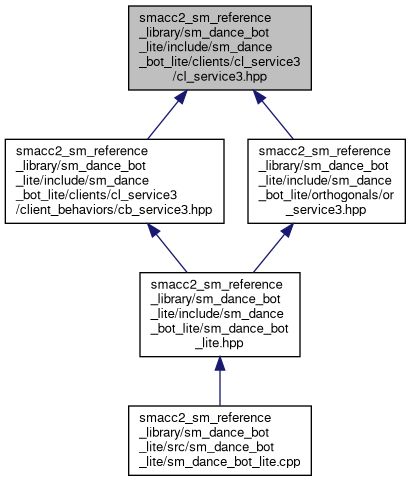 smacc2_sm_reference
_library/sm_dance_bot
_lite/include/sm_dance
_bot_lite/clients/cl_service3
/cl_service3.hpp
smacc2_sm_reference
_library/sm_dance_bot
_lite/include/sm_dance
_bot_lite/clients/cl_service3
/client_behaviors/cb_service3.hpp
smacc2_sm_reference
_library/sm_dance_bot
_lite/include/sm_dance
_bot_lite/orthogonals/or
_service3.hpp
smacc2_sm_reference
_library/sm_dance_bot
_lite/include/sm_dance
_bot_lite/sm_dance_bot
_lite.hpp
smacc2_sm_reference
_library/sm_dance_bot
_lite/src/sm_dance_bot
_lite/sm_dance_bot_lite.cpp